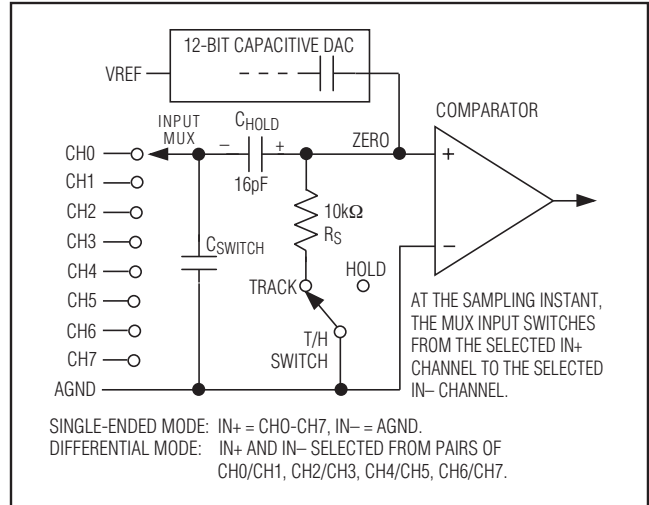 12-BIT CAPACITIVE DAC
VREF
COMPARATOR
INPUT
MUX
CHOLD
ZERO
− +
16pF
+
CH0
CH1
CH2
CH3
CH4
CH5
CH6
CH7
AGND
10kΩ
RS
CSWITCH
−
HOLD
TRACK
T/H
SWITCH
AT THE SAMPLING INSTANT,
THE MUX INPUT SWITCHES
FROM THE SELECTED IN+
CHANNEL TO THE SELECTED
IN– CHANNEL.
SINGLE-ENDED MODE: IN+ = CHO-CH7, IN– = AGND.
DIFFERENTIAL MODE: IN+ AND IN– SELECTED FROM PAIRS OF
CH0/CH1, CH2/CH3, CH4/CH5, CH6/CH7.